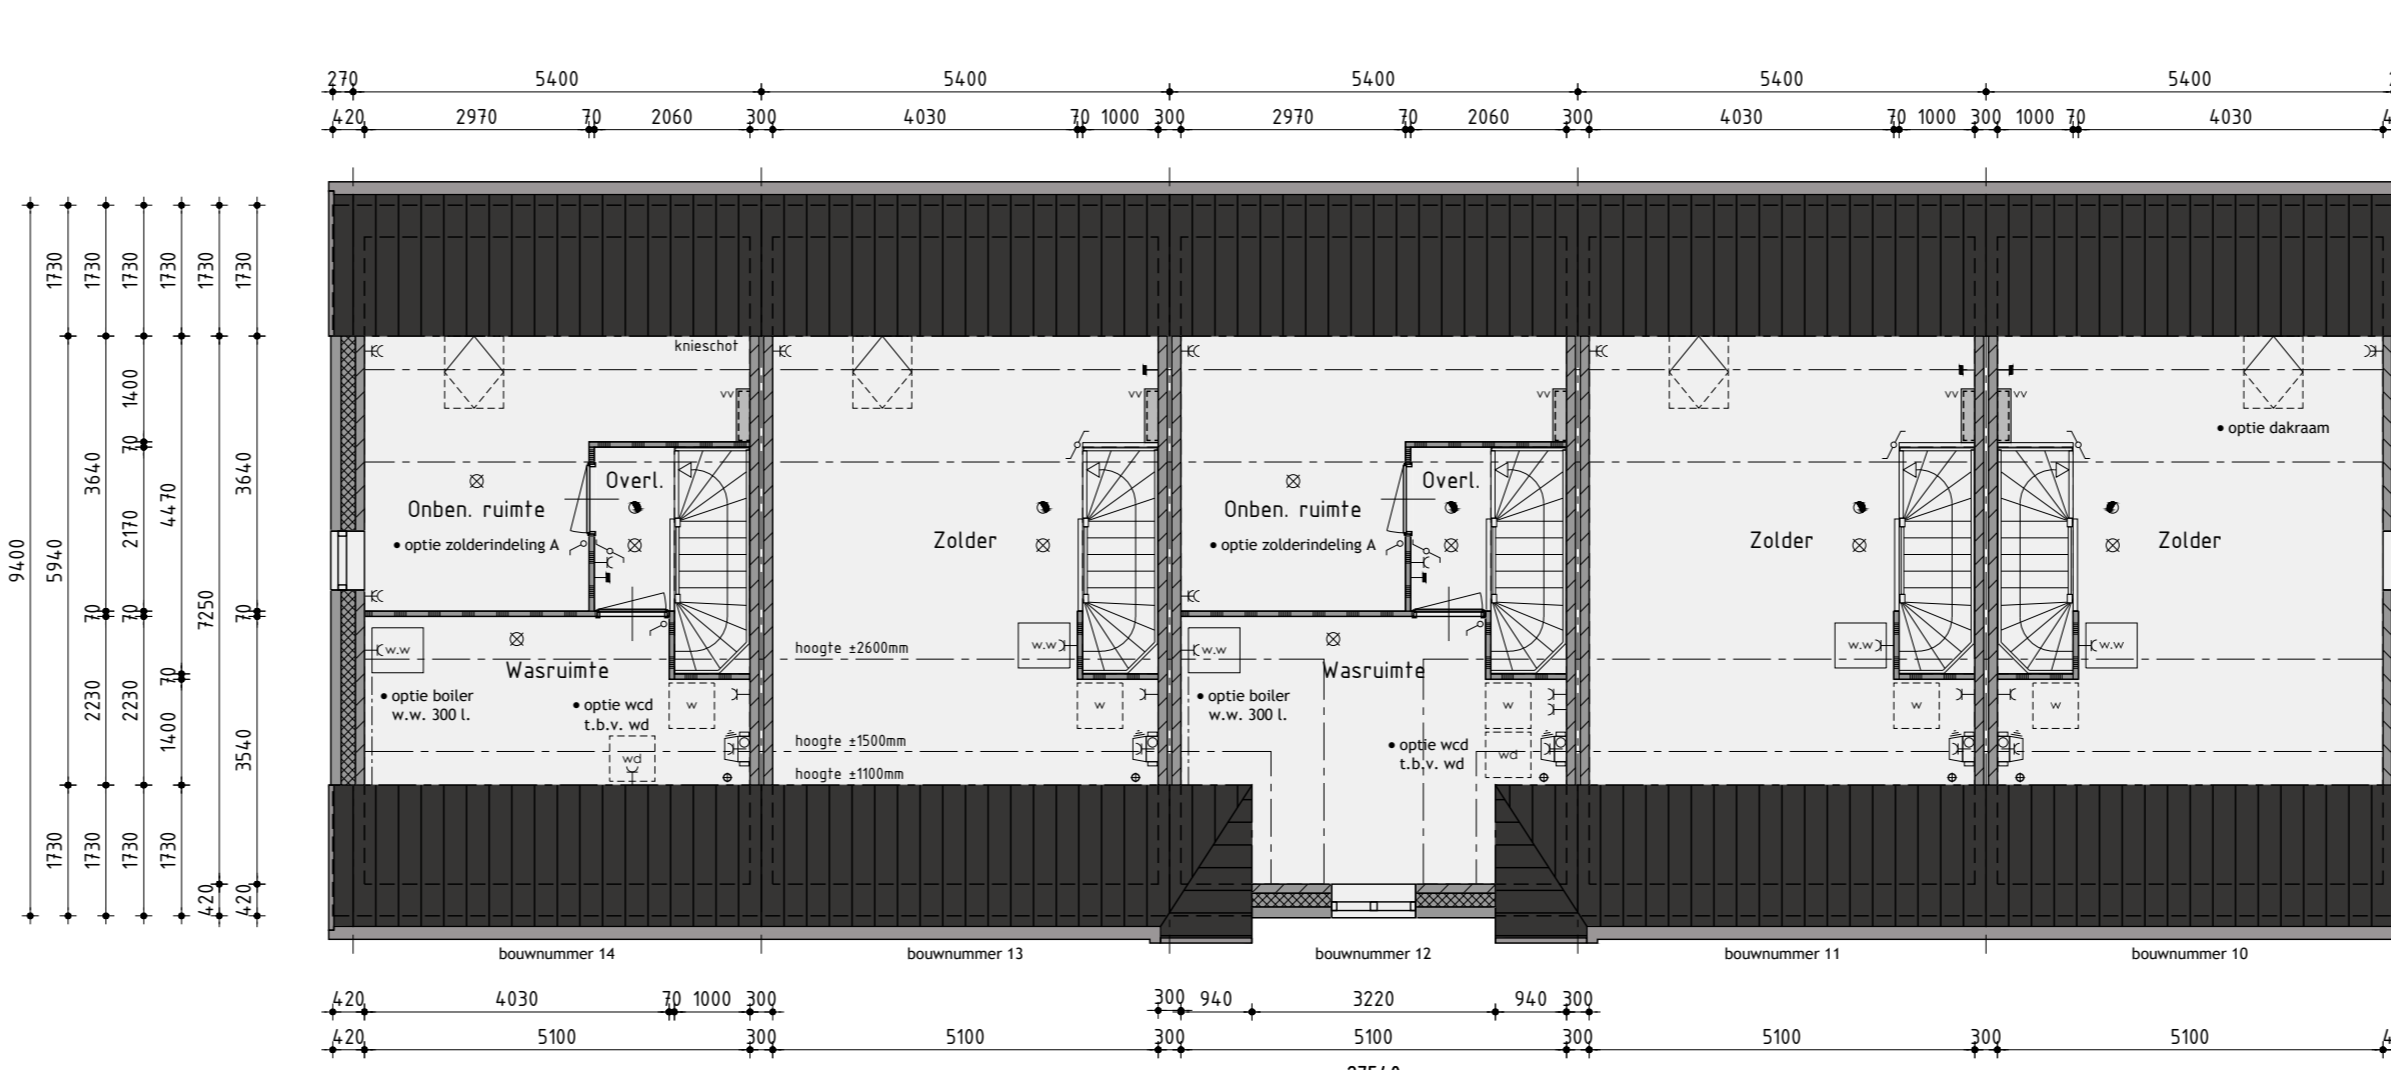 270 5400 5400 5400 5400 5400
420 2970 70 2060 300 4030 70 1000 300 2970 70 2060 300 4030 70 1000 300 1000 70 4030
1730 1730 1730 1730 1730 1730
9400 5940 3640 1400 70 2170 4470 7250 3640
70 70 70
2230 2230 70 1400 3540
1730 1730 1730 1730 420 420
knieschot
vv vv vv vv vv
• optie dakraam
Overl. Overl.
Onben. ruimte Onben. ruimte
• optie zolderindeling A • optie zolderindeling A
Zolder Zolder Zolder
w.w w.w w.w w.w w.w
hoogte ±2600mm
Wasruimte Wasruimte
• optie boiler
w.w. 300 l.
• optie wcd
t.b.v. wd
w w w w w
• optie boiler
w.w. 300 l.
hoogte ±1500mm
• optie wcd
t.b.v. wd
wd wd
hoogte ±1100mm
bouwnummer 14 bouwnummer 13 bouwnummer 12 bouwnummer 11 bouwnummer 10
420 4030 70 1000 300 300 940 3220 940 300
420 5100 300 5100 300 5100 300 5100 300 5100